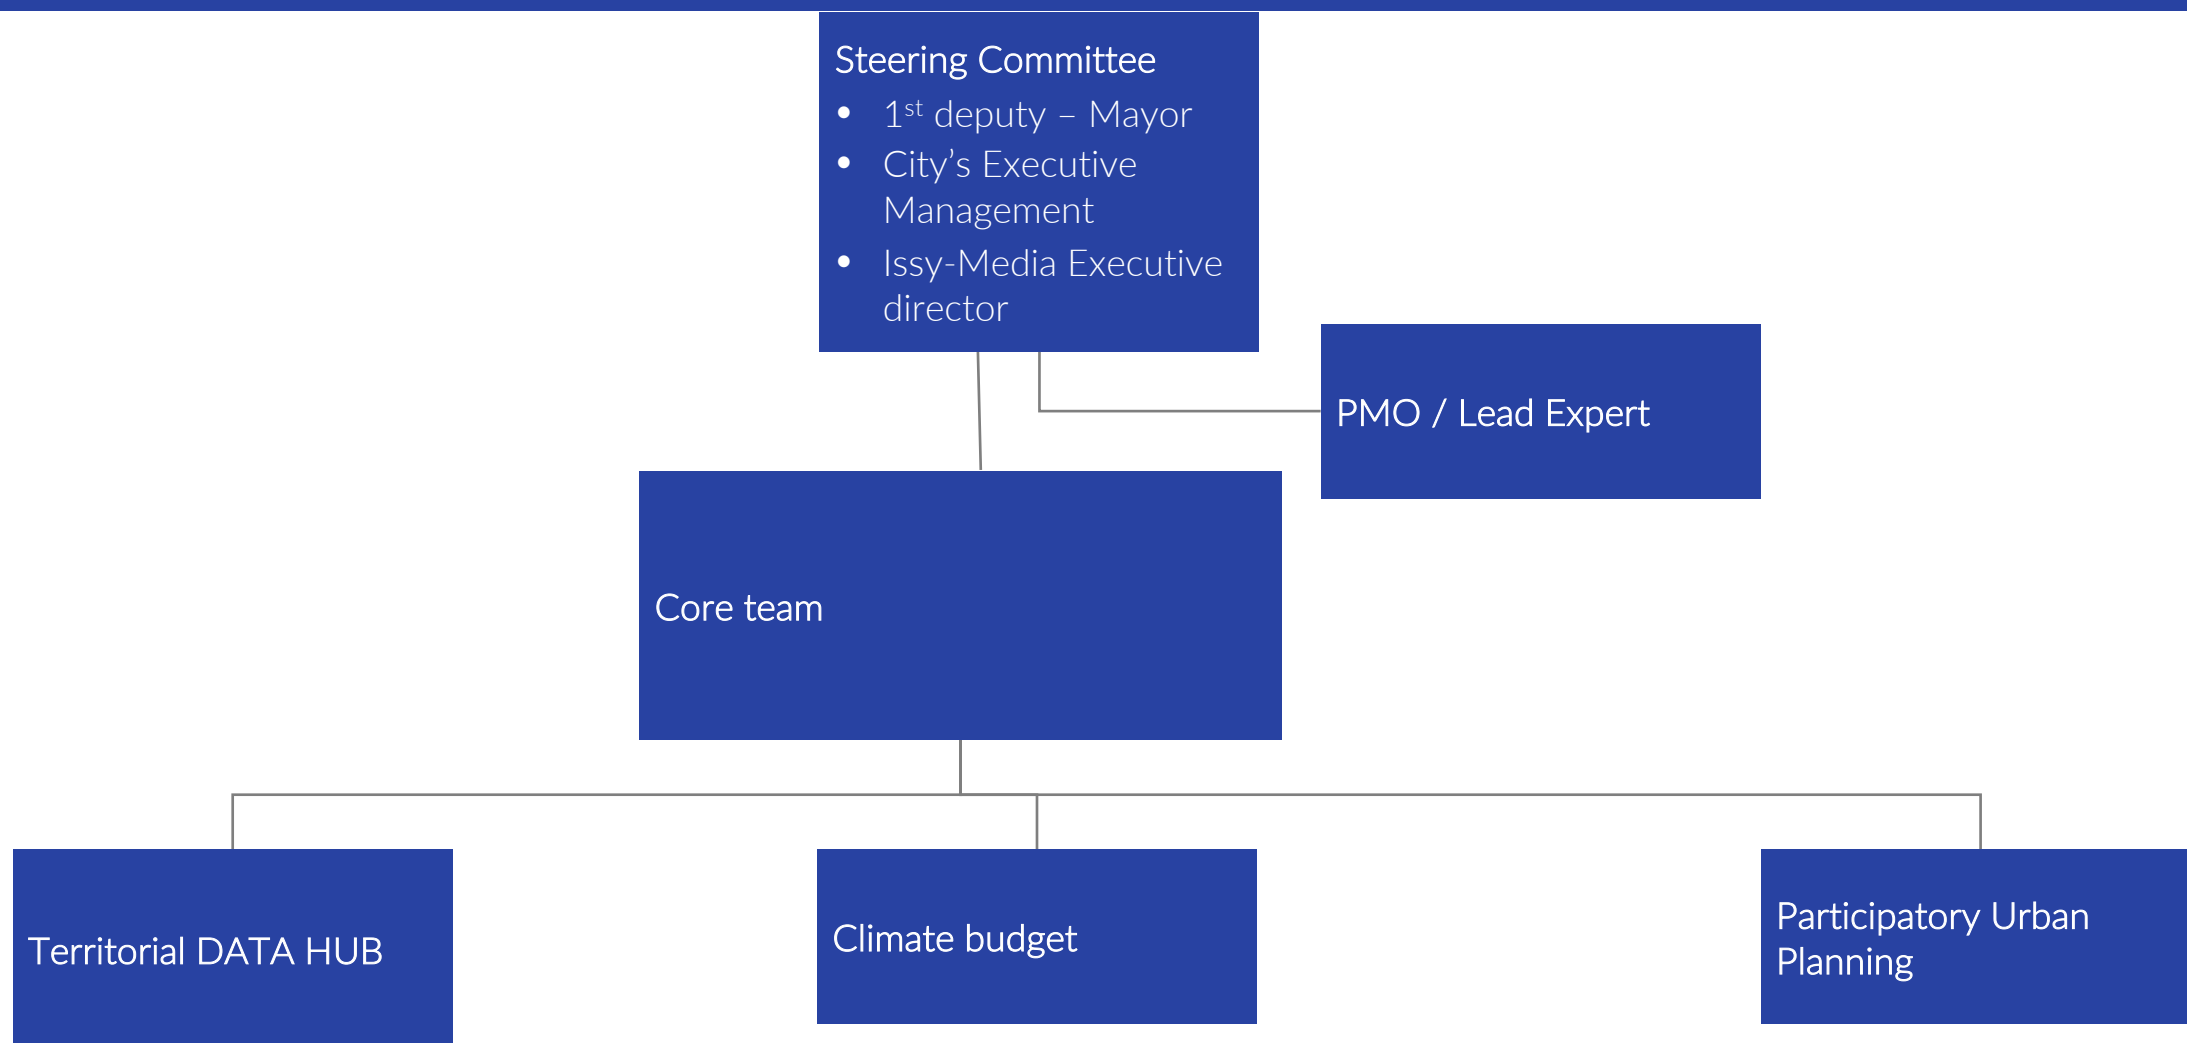 Steering Committee
• 1st deputy – Mayor
• City’s Executive
Management
• Issy-Media Executive
director
PMO / Lead Expert
Core team
Territorial DATA HUB
Climate budget
Participatory Urban
Planning